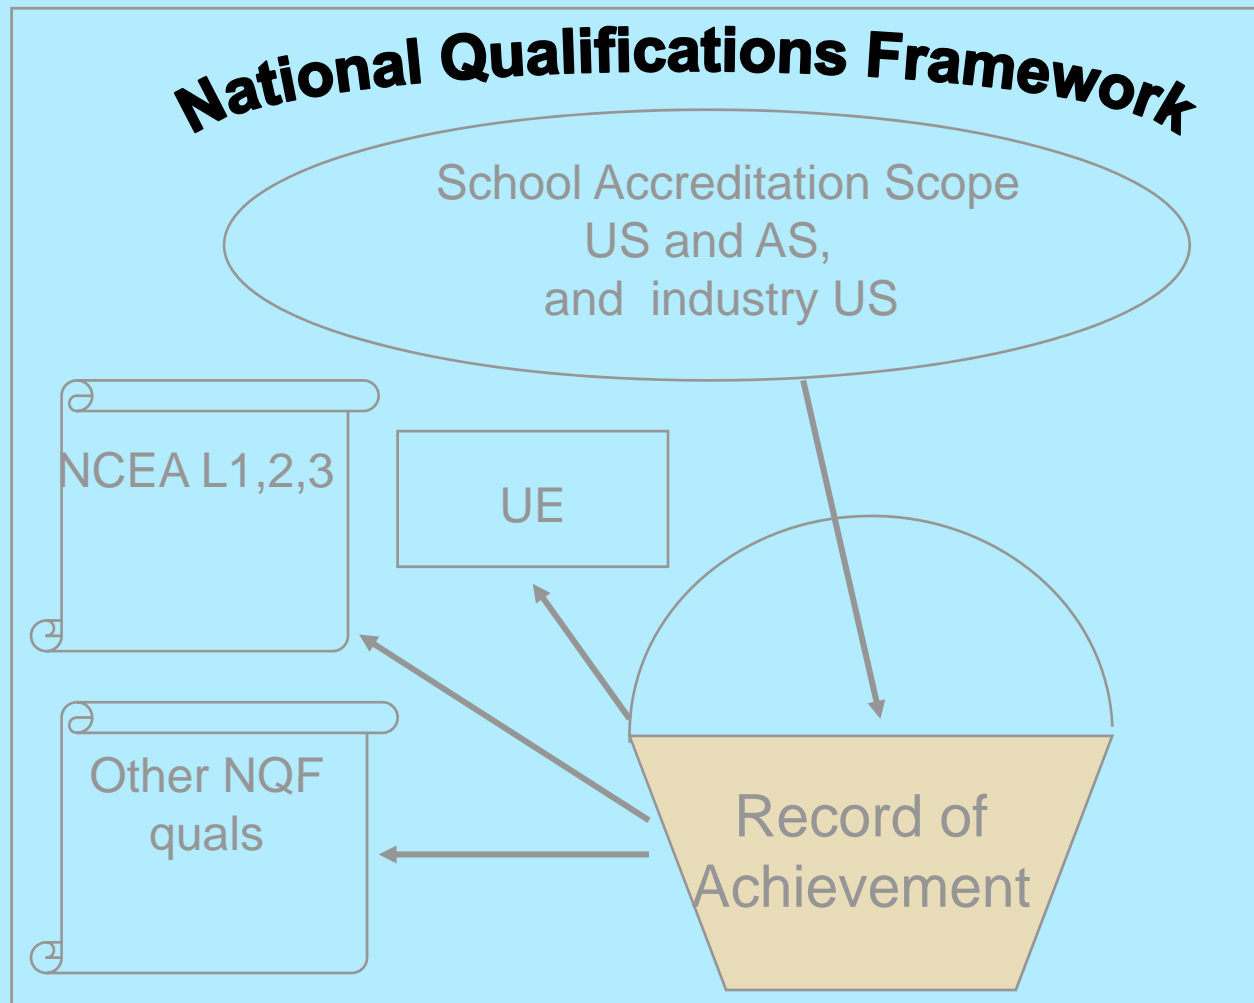 National Qualifications Framework
School Accreditation Scope
US and AS,
and industry US
NCEA L1,2,3
UE
Other NQF
quals
Record of
Achievement